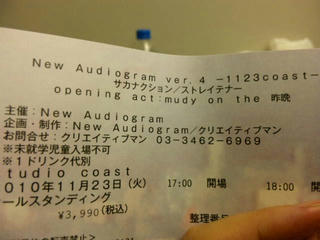 New Audiogram ver.4 -1123coast-
サカナクション／ストレイテナー
opening act:mudy on the 昨晩
主催：New Audiogram
企画・制作：New Audiogram/クリエイティブマン
お問合せ：クリエイティブマン 03-3462-6969
※未就学児童入場不可
※1ドリンク代別
tudio coast
010年11月23日(火) 17:00 開場 18:00 開
ールスタンディング
¥3,990(税込)
整理番